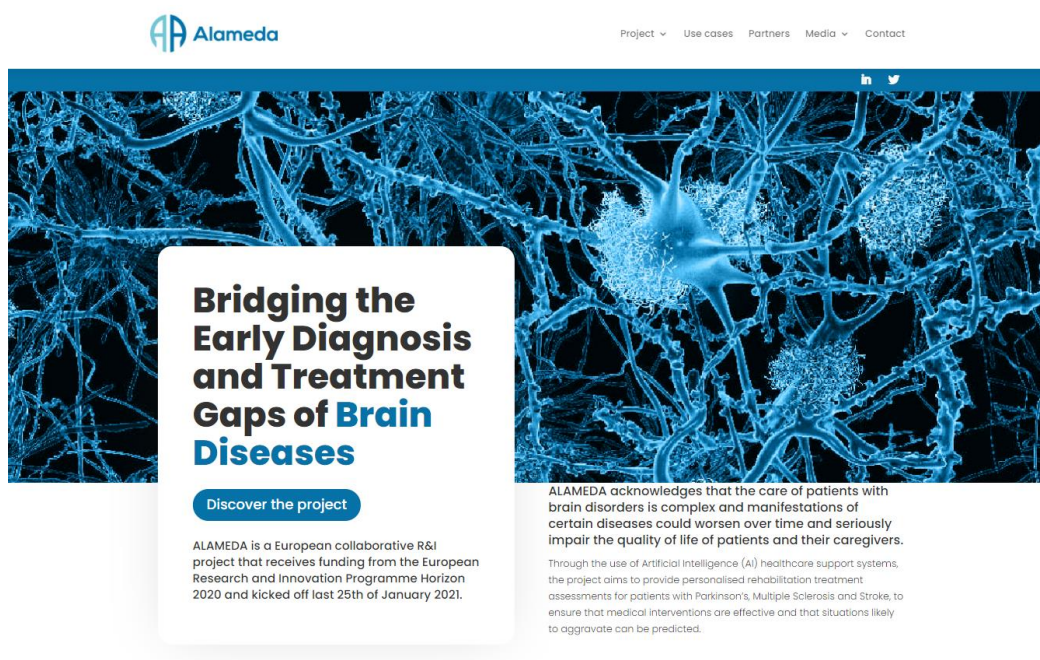 Alameda
Project Use cases Partners Media Contact
in
Bridging the
Early Diagnosis
and Treatment
Gaps of Brain
Diseases
Discover the project
ALAMEDA is a European collaborative R&I
project that receives funding from the European
Research and Innovation Programme Horizon
2020 and kicked off last 25th of January 2021.
ALAMEDA acknowledges that the care of patients with
brain disorders is complex and manifestations of
certain diseases could worsen over time and seriously
impair the quality of life of patients and their caregivers.
Through the use of Artificial Intelligence (AI) healthcare support systems,
the project aims to provide personalised rehabilitation treatment
assessments for patients with Parkinson's, Multiple Sclerosis and Stroke, to
ensure that medical interventions are effective and that situations likely
to aggravate can be predicted.